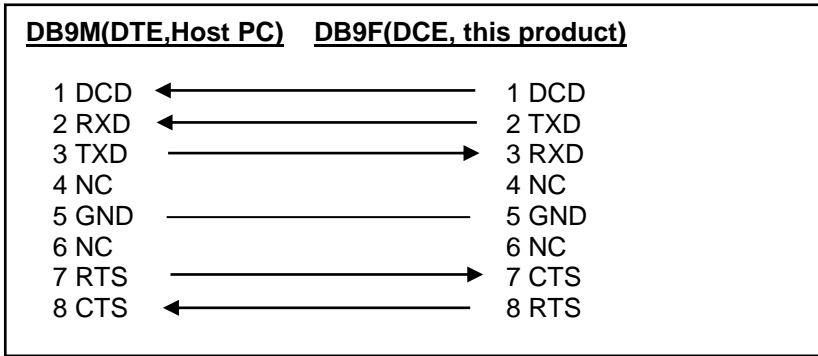 DB9M(DTE,Host PC) DB9F(DCE, this product)
1 DCD 1 DCD
2 RXD 2 TXD
3 TXD 3 RXD
4 NC 4 NC
5 GND 5 GND
6 NC 6 NC
7 RTS 7 CTS
8 CTS 8 RTS